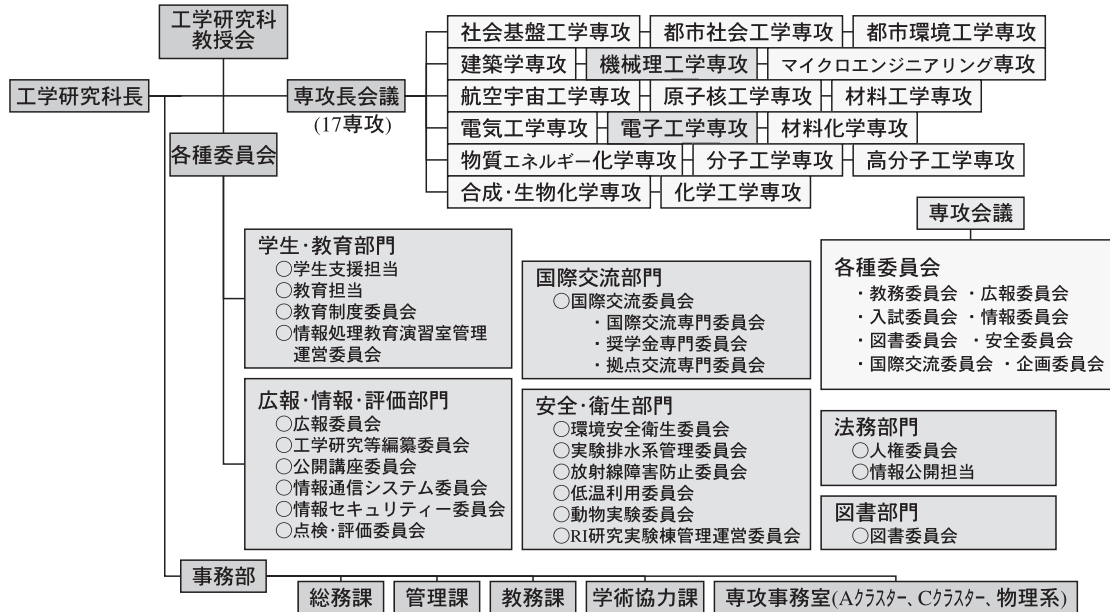 工学研究科
教授会
工学研究科長
専攻長会議
(17専攻)
各種委員会
社会基盤工学専攻 都市社会工学専攻 都市環境工学専攻
建築学専攻 機械理工学専攻 マイクロエンジニアリング専攻
航空宇宙工学専攻 原子核工学専攻 材料工学専攻
電気工学専攻 電子工学専攻 材料化学専攻
物質エネルギー化学専攻 分子工学専攻 高分子工学専攻
合成・生物化学専攻 化学工学専攻
専攻会議
学生・教育部門
○学生支援担当
○教育担当
○教育制度委員会
○情報処理教育演習室管理
運営委員会
国際交流部門
○国際交流委員会
・国際交流専門委員会
・奨学金専門委員会
・拠点交流専門委員会
各種委員会
・教務委員会 ・広報委員会
・入試委員会 ・情報委員会
・図書委員会 ・安全委員会
・国際交流委員会 ・企画委員会
広報・情報・評価部門
○広報委員会
○工学研究等編纂委員会
○公開講座委員会
○情報通信システム委員会
○情報セキュリティー委員会
○点検・評価委員会
安全・衛生部門
○環境安全衛生委員会
○実験排水系管理委員会
○放射線障害防止委員会
○低温利用委員会
○動物実験委員会
○RI研究実験棟管理運営委員会
法務部門
○人権委員会
○情報公開担当
図書部門
○図書委員会
事務部
総務課 管理課 教務課 学術協力課 専攻事務室(Aクラスター、Cクラスター、物理系)